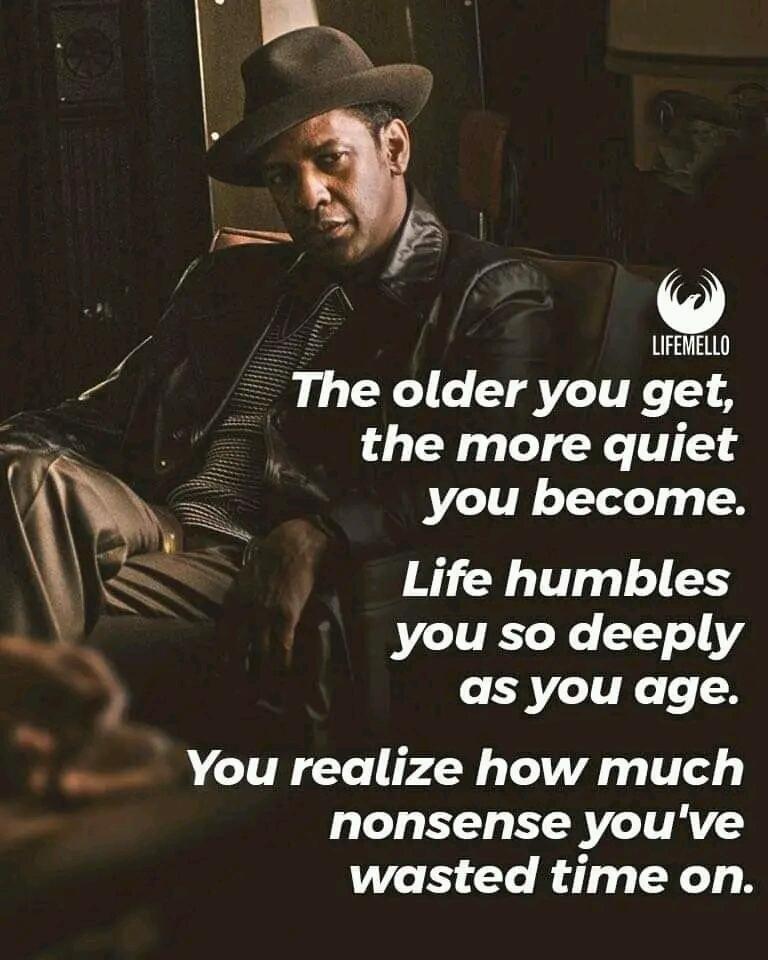 LIFEMELLO
The older you get,
the more quiet
you become.
Life humbles
you so deeply
as you age.
You realize how much
nonsense you've
wasted time on.